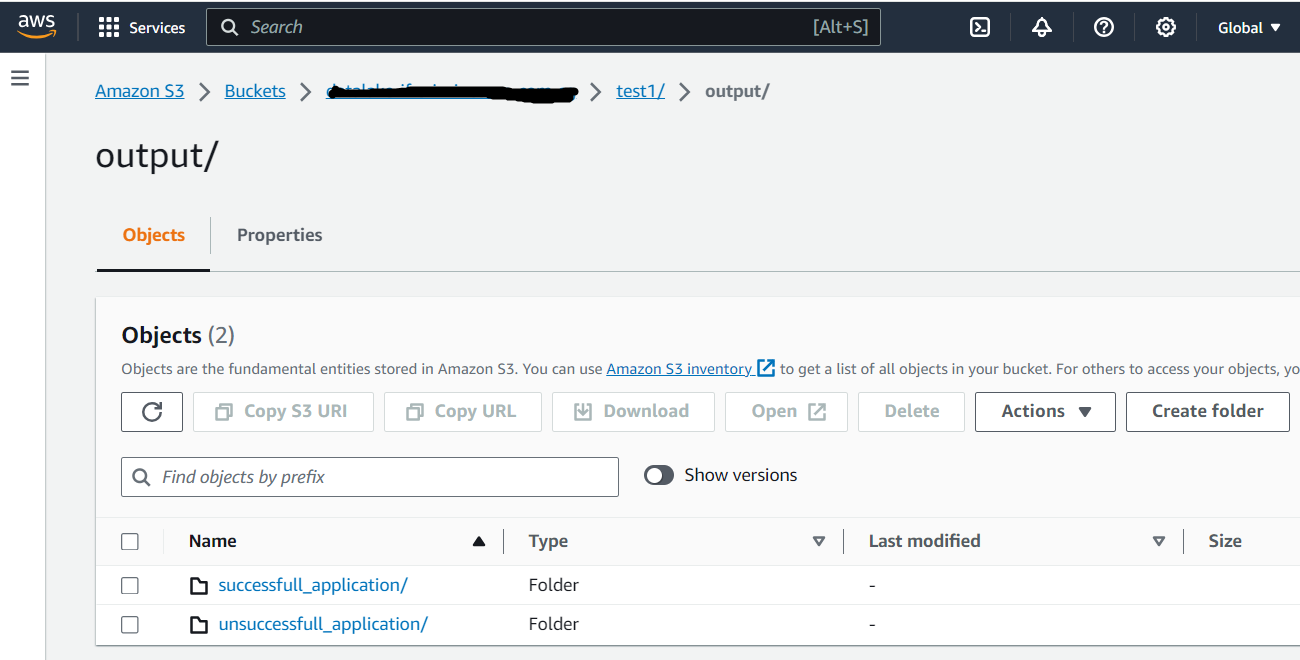 aws Services Search [Alt+S] Global
Amazon S3 Buckets test1/ output/
output/
Objects Properties
Objects (2)
Objects are the fundamental entities stored in Amazon S3. You can use Amazon S3 inventory to get a list of all objects in your bucket. For others to access your objects, yo
Copy S3 URI Copy URL Download Open Delete Actions Create folder
Find objects by prefix Show versions
Name Type Last modified Size
successfull_application/ Folder -
unsuccessfull_application/ Folder -